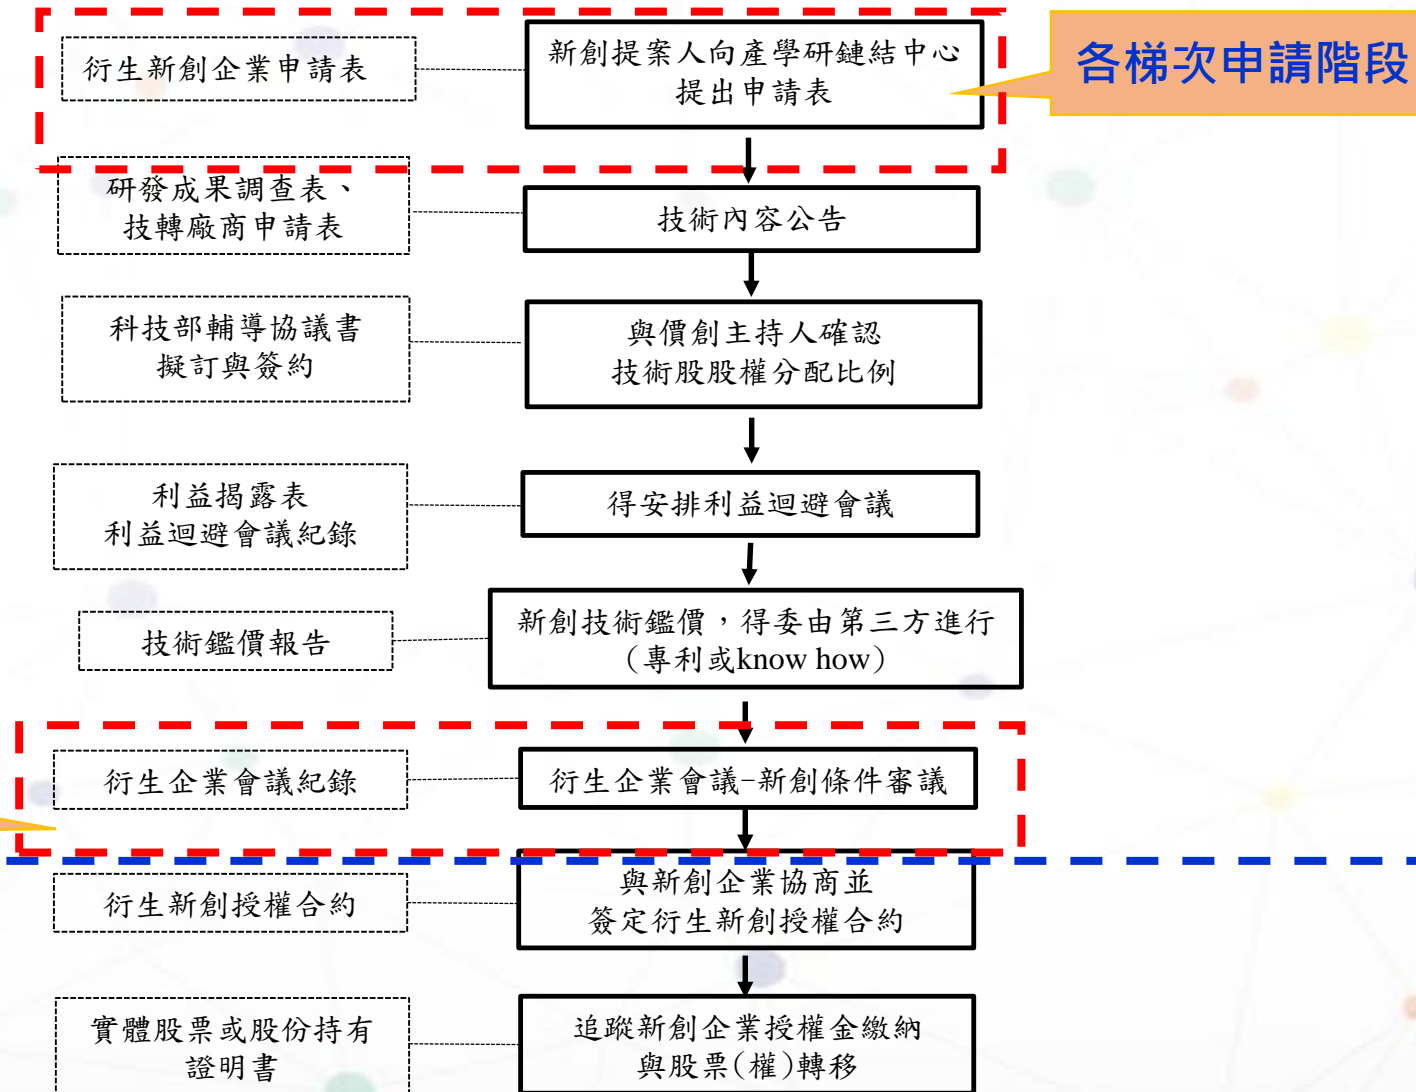 衍生新創企業申請表
新創提案人向產學研鏈結中心
提出申請表
各梯次申請階段
研發成果調查表、
技轉廠商申請表
技術內容公告
科技部輔導協議書
擬訂與簽約
與價創主持人確認
技術股股權分配比例
利益揭露表
利益迴避會議紀錄
得安排利益迴避會議
技術鑑價報告
新創技術鑑價，得委由第三方進行
（專利或know how）
衍生企業會議紀錄
衍生企業會議-新創條件審議
衍生新創授權合約
與新創企業協商並
簽定衍生新創授權合約
實體股票或股份持有
證明書
追蹤新創企業授權金繳納
與股票(權)轉移